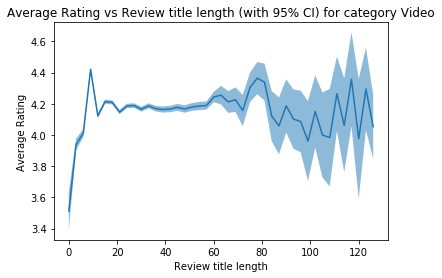 Average Rating vs Review title length (with 95% CI) for category Video
Average Rating
4.6
4.4
4.2
4.0
3.8
3.6
3.4
0 20 40 60 80 100 120
Review title length